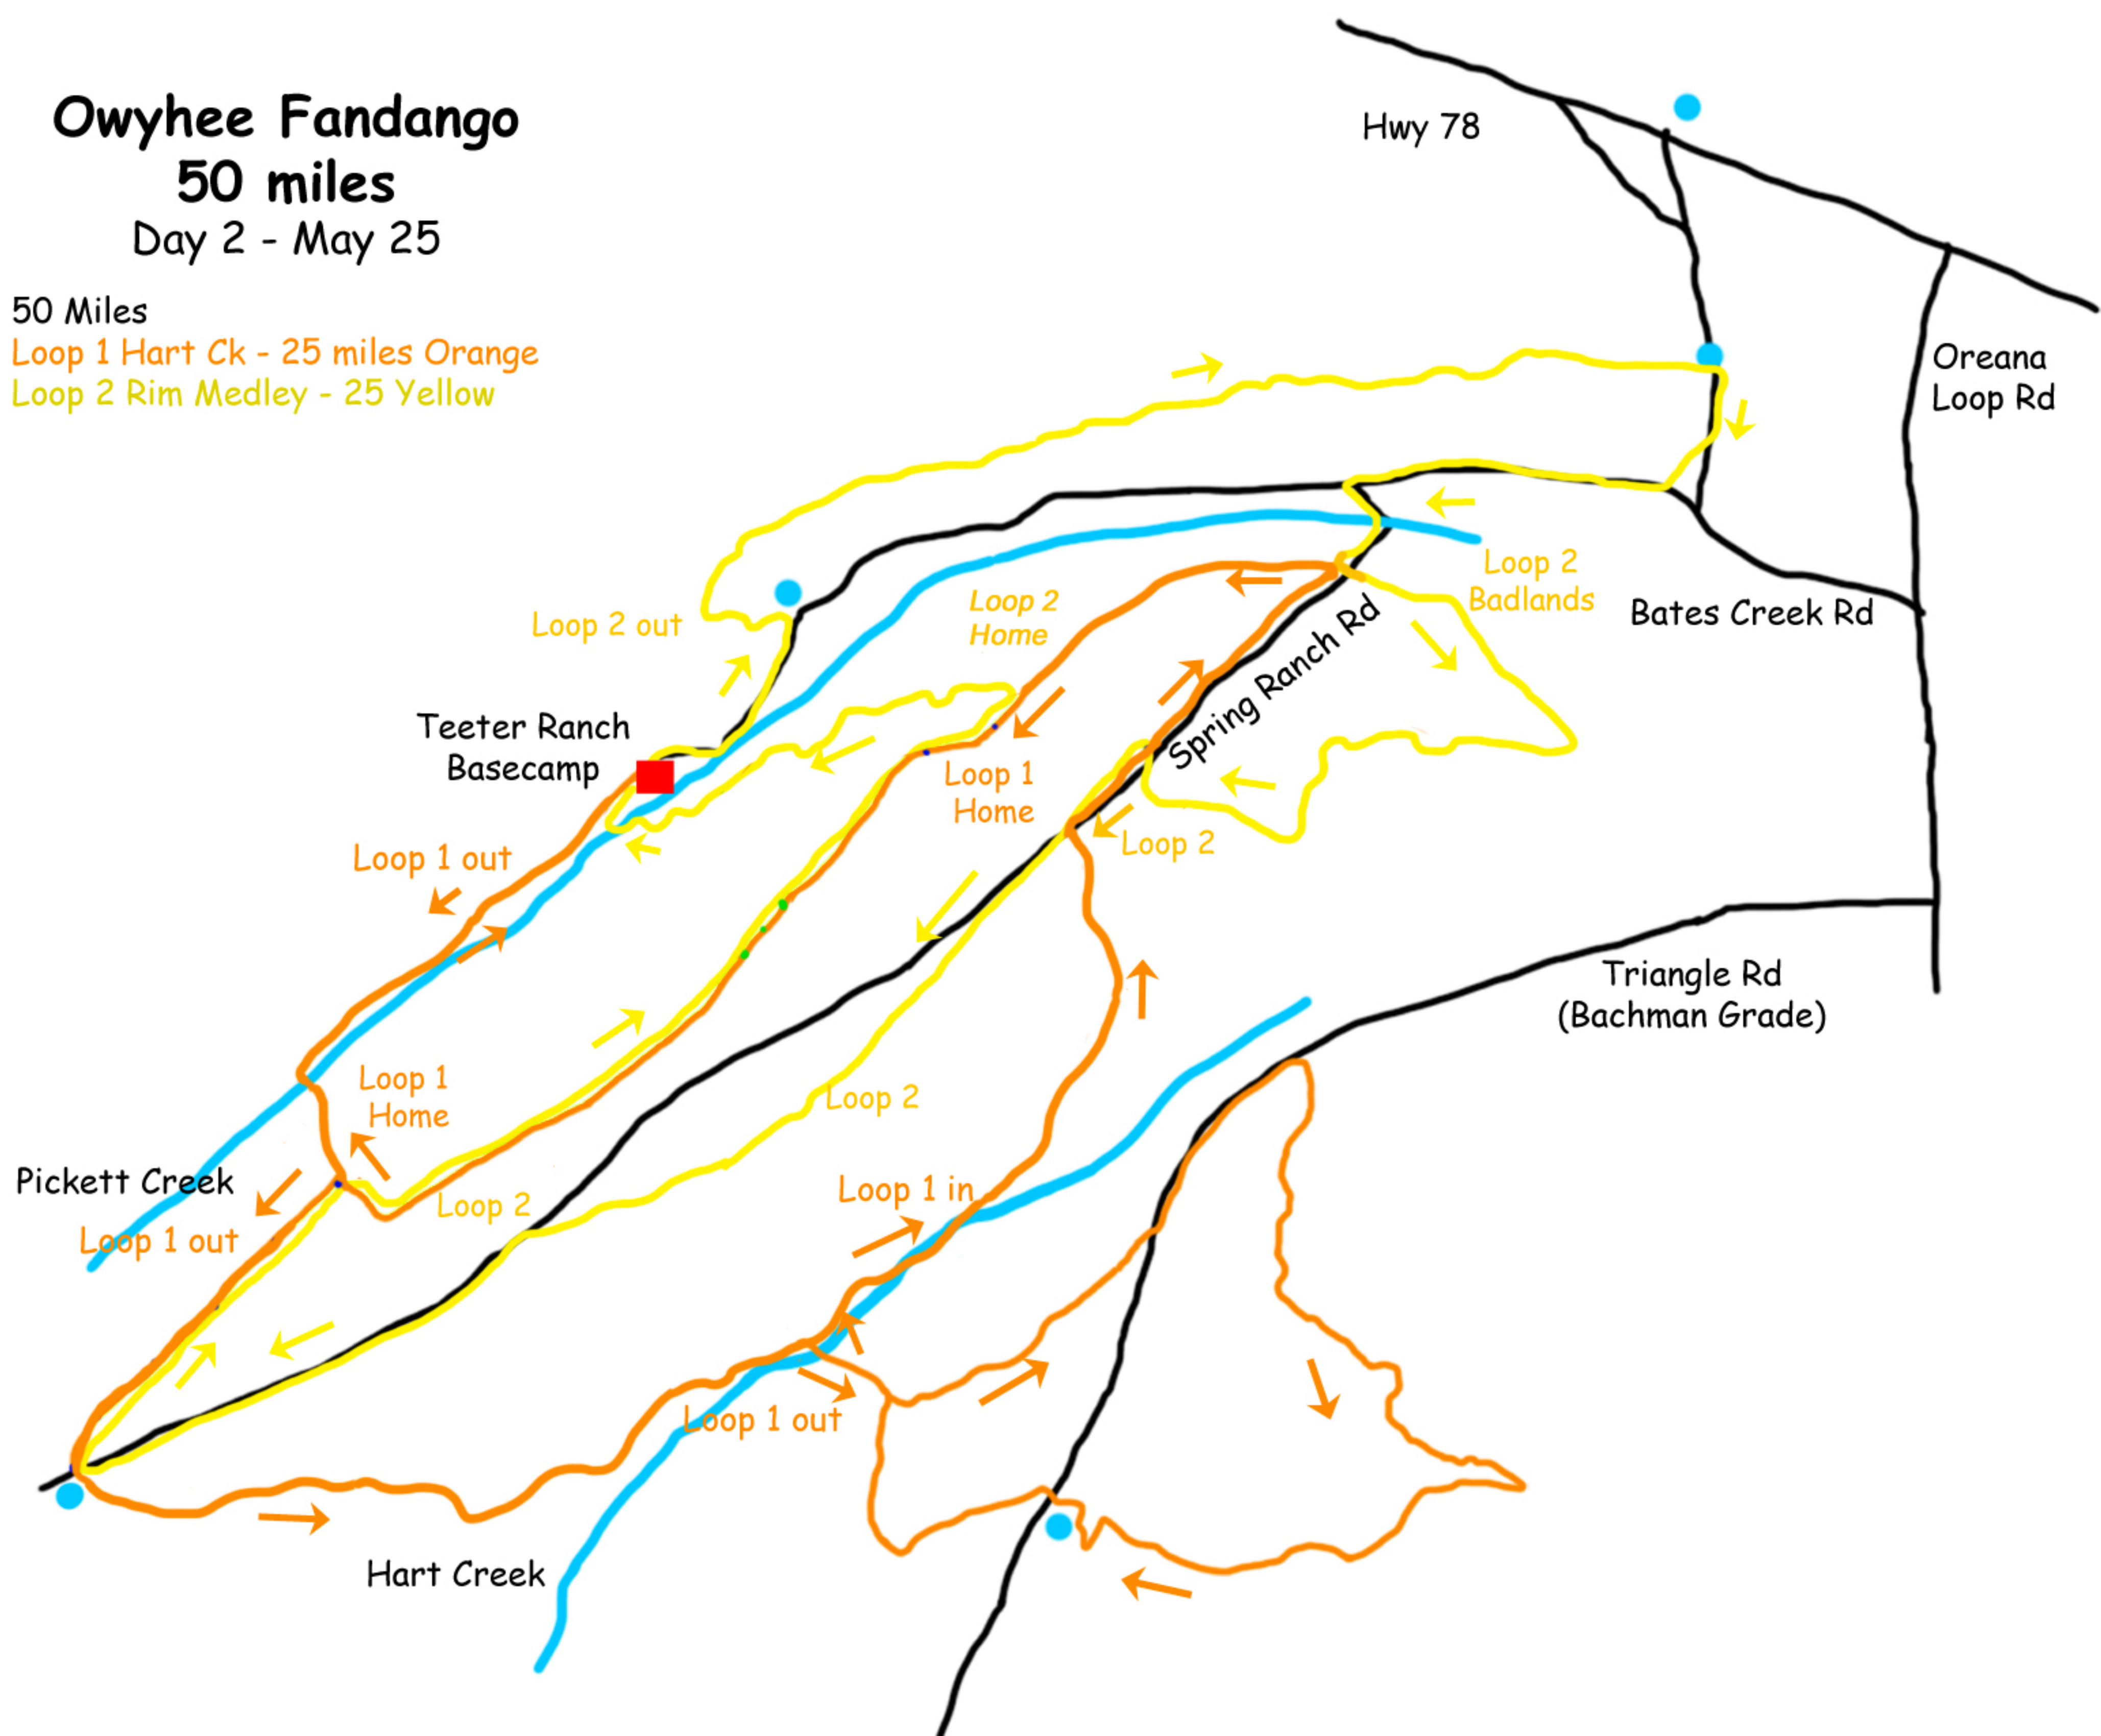 Owyhee Fandango
50 miles
Day 2 - May 25
50 Miles
Loop 1 Hart Ck - 25 miles Orange
Loop 2 Rim Medley - 25 Yellow
Hwy 78
Oreana
Loop Rd
Loop 2
Badlands
Bates Creek Rd
Loop 2
Home
Loop 2 out
Spring Ranch Rd
Teeter Ranch
Basecamp
Loop 1
Home
Loop 2
Loop 1 out
Triangle Rd
(Bachman Grade)
Loop 1
Home
Loop 2
Pickett Creek
Loop 1 in
Loop 2
Loop 1 out
Loop 1 out
Hart Creek